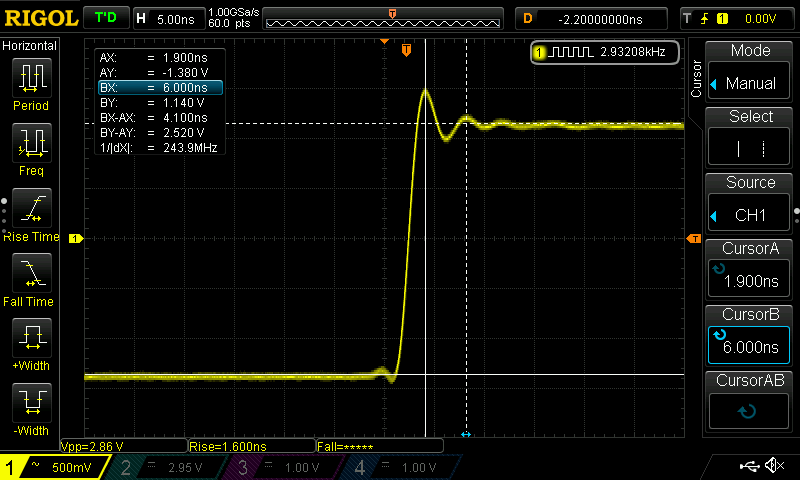 RIGOL T'D H 5.00ns 1.00GSa/s 60.0 pts D -2.20000000ns T 1 0.00V
Horizontal
Period
Freq
Rise Time
Fall Time
+Width
-Width
T
1 2.93208kHz
AX: = 1.900ns
AY: = -1.380 V
BX: = 6.000ns
BY: = 1.140 V
BX-AX: = 4.100ns
BY-AY: = 2.520 V
1/|dX|: = 243.9MHz
1
T
Cursor
Mode
Manual
Select
Source
CH1
CursorA
1.900ns
CursorB
6.000ns
CursorAB
Vpp=2.86 V Rise=1.600ns Fall=*****
1 ~ 500mV 2 = 2.95 V 3 = 1.00 V 4 = 1.00 V